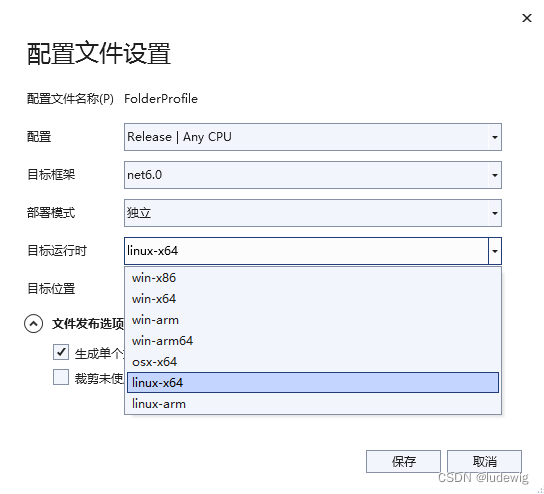 配置文件设置
配置文件名称(P) FolderProfile
配置 Release | Any CPU
目标框架 net6.0
部署模式 独立
目标运行时 linux-x64
win-x86
win-x64
目标位置
win-arm
文件发布选项
win-arm64
生成单个
osx-x64
裁剪未使
linux-x64
linux-arm
保存 取消
CSDN @ludewig